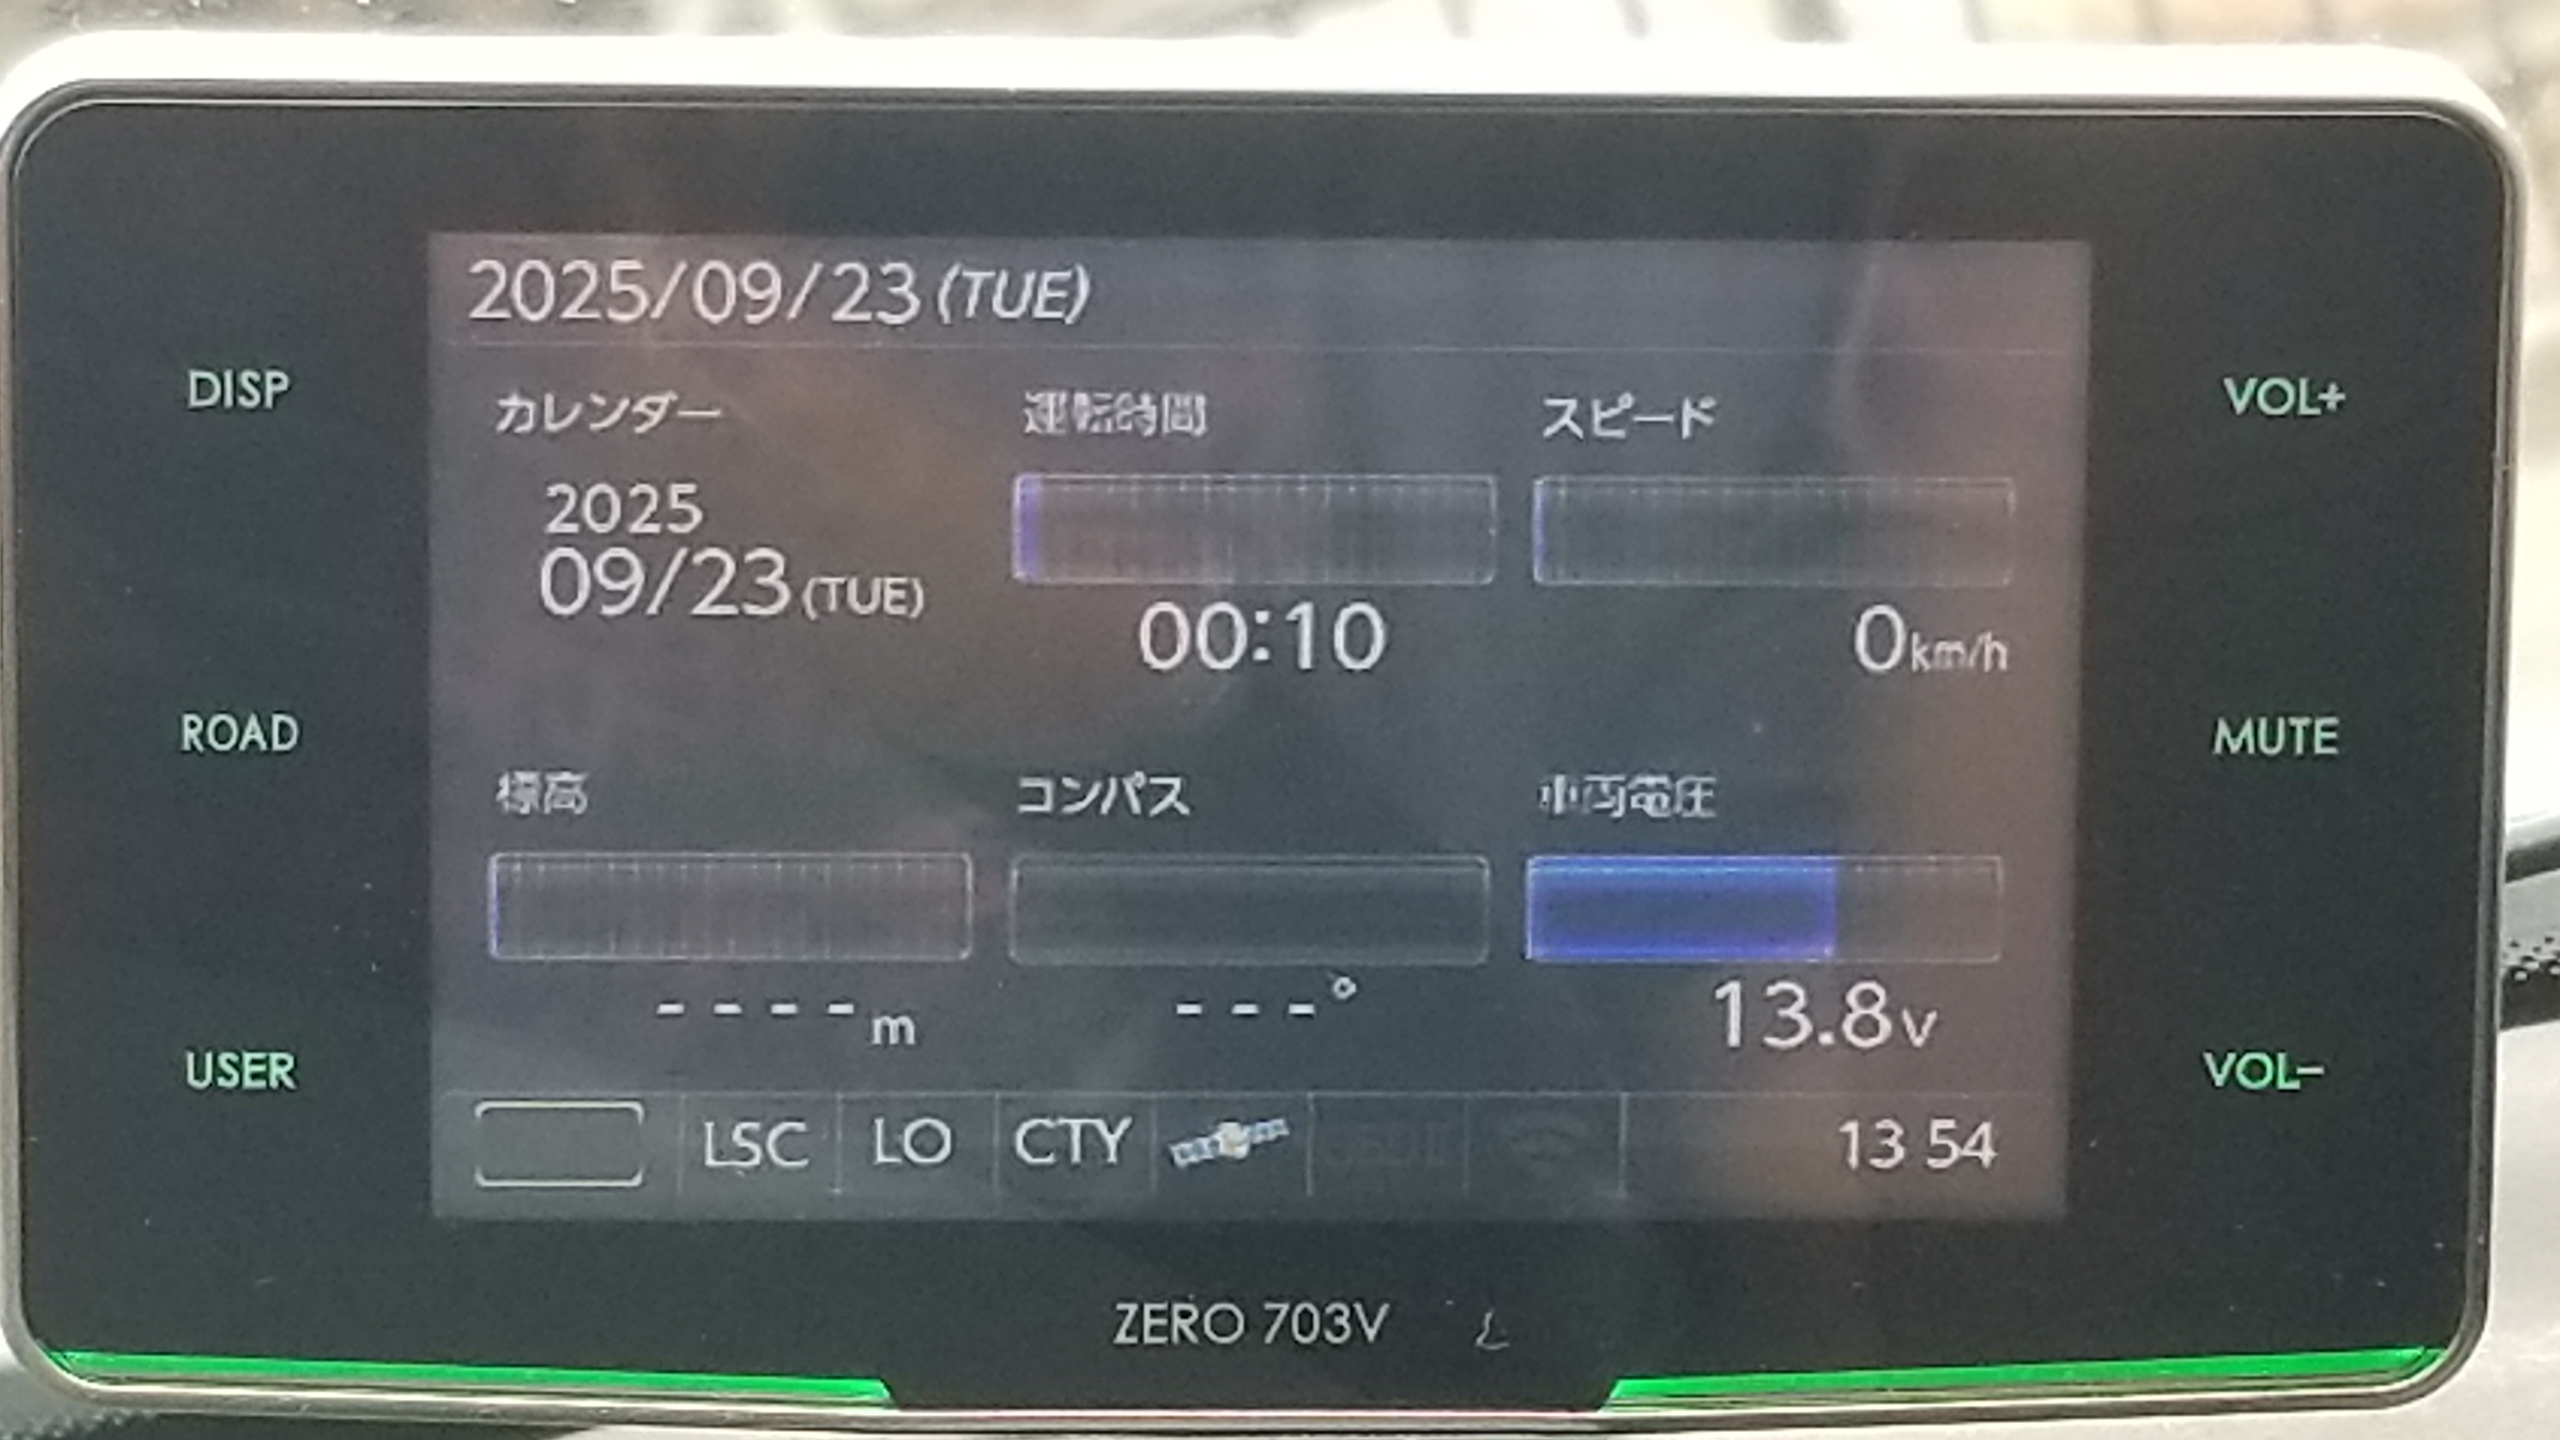 2025/09/23(TUE)
DISP
カレンダー 運転時間 スピード
VOL+
2025
09/23(TUE)
00:10
0km/h
ROAD
MUTE
標高 コンパス 車両電圧
----m
---°
13.8V
USER
VOL−
LSC LO CTY 13 54
ZERO 703V